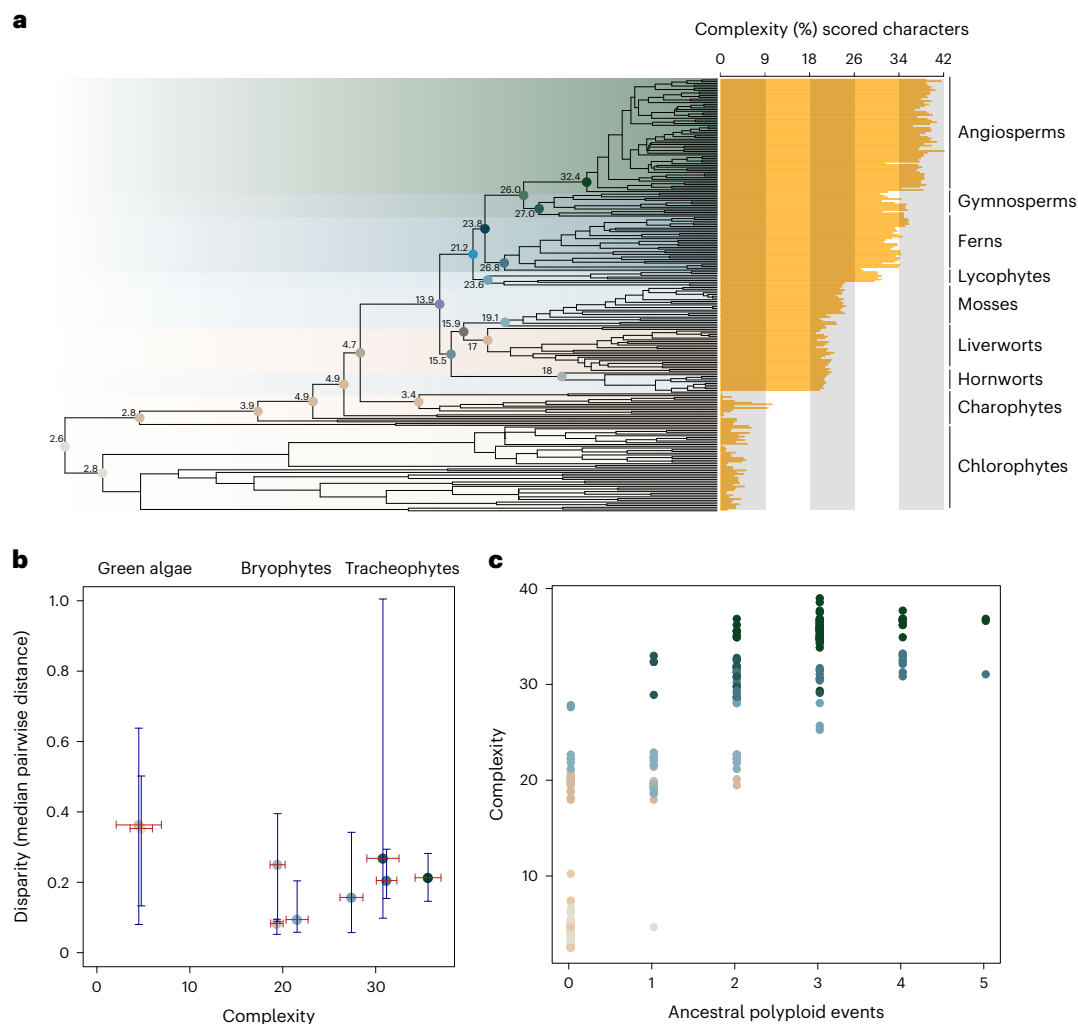 a
Complexity (%) scored characters
0 9 18 26 34 42
Angiosperms
32.4
26.0
Gymnosperms
27.0
23.8
Ferns
21.2
26.8
Lycophytes
23.6
13.9
Mosses
19.1
15.9
17
Liverworts
4.7
15.5
18
Hornworts
4.9
3.4
Charophytes
4.9
3.9
2.8
2.6
Chlorophytes
2.8
b
Green algae Bryophytes Tracheophytes
Disparity (median pairwise distance)
1.0
0.8
0.6
0.4
0.2
0
0 10 20 30
Complexity
c
Complexity
40
30
20
10
0 1 2 3 4 5
Ancestral polyploid events